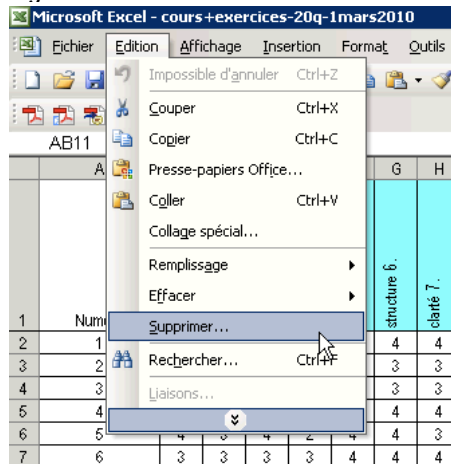 Microsoft Excel - cours+exercices-20q-1mars2010
Fichier Edition Affichage Insertion Format Outils
Impossible d'annuler Ctrl+Z
Couper Ctrl+X
AB11
Copier Ctrl+C
A Presse-papiers Office... G H
Coller Ctrl+V
Collage spécial...
Remplissage
Effacer
structure 6.
clarté 7.
1
Supprimer...
2 1 4 4
Rechercher... Ctrl+F
3 2 3 3
4 3 3 3
Liaisons...
5 4 4 4
6 5 4 3 4 2 4 4 3
7 6 3 3 3 4 4 4